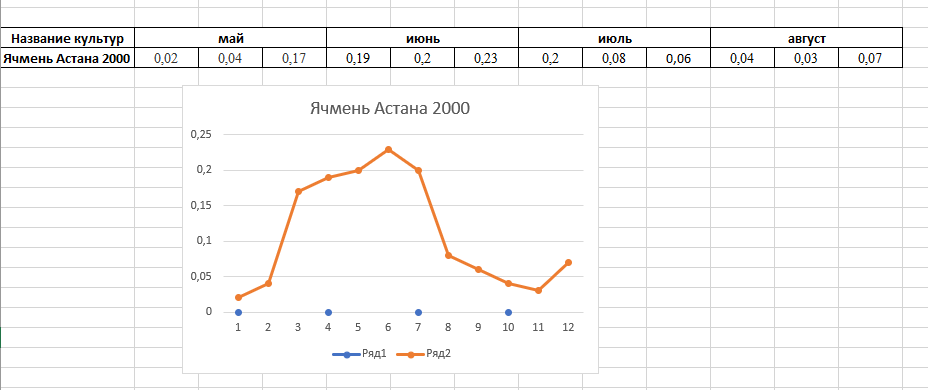 Название культур май июнь июль август
Ячмень Астана 2000 0,02 0,04 0,17 0,19 0,2 0,23 0,2 0,08 0,06 0,04 0,03 0,07
Ячмень Астана 2000
0,25
0,2
0,15
0,1
0,05
0
1 2 3 4 5 6 7 8 9 10 11 12
Ряд1 Ряд2